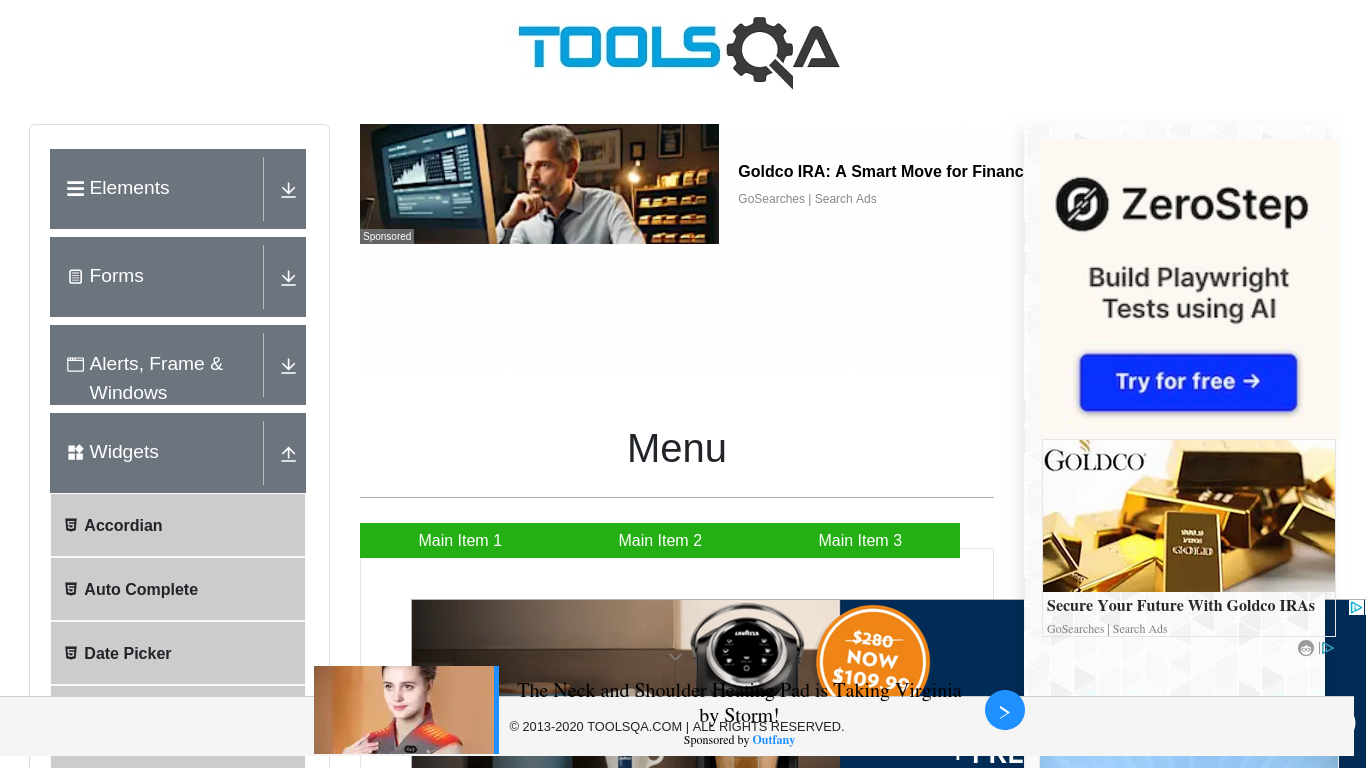 TOOLSQA
Elements
Forms
Alerts, Frame &
Windows
Widgets
Accordian
Auto Complete
Date Picker
Sponsored
Goldco IRA: A Smart Move for Financ
GoSearches | Search Ads
Menu
Main Item 1
Main Item 2
Main Item 3
ZeroStep
Build Playwright
Tests using AI
Try for free →
GOLDCO
GOLD
Secure Your Future With Goldco IRAs
GoSearches | Search Ads
LAVAZZA
$280
NOW
$109.99
The Neck and Shoulder Heating Pad is Taking Virginia
by Storm!
© 2013-2020 TOOLSQA.COM | ALL RIGHTS RESERVED.
Sponsored by Outfany